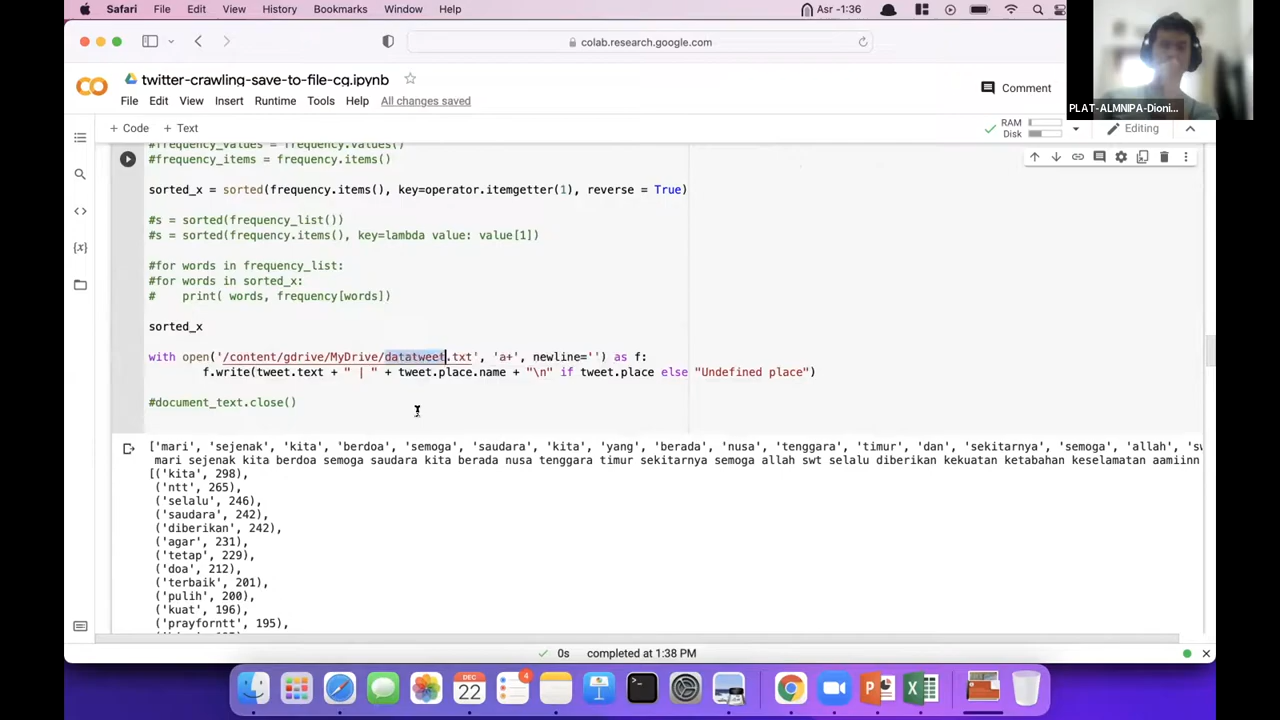 Safari File Edit View History Bookmarks Window Help Asr -1:36
colab.research.google.com
twitter-crawling-save-to-file-cg.ipynb
File Edit View Insert Runtime Tools Help All changes saved
Comment
PLAT-ALMNIPA-Dioni...
+ Code + Text
RAM
Disk
Editing
#frequency_values = frequency.values()
#frequency_items = frequency.items()
sorted_x = sorted(frequency.items(), key=operator.itemgetter(1), reverse = True)
#s = sorted(frequency_list())
#s = sorted(frequency.items(), key=lambda value: value[1])
#for words in frequency_list:
#for words in sorted_x:
#    print( words, frequency[words])
sorted_x
with open('/content/gdrive/MyDrive/datatweet.txt', 'a+', newline='') as f:
f.write(tweet.text + " | " + tweet.place.name + "\n" if tweet.place else "Undefined place")
#document_text.close()
['mari', 'sejenak', 'kita', 'berdoa', 'semoga', 'saudara', 'kita', 'yang', 'berada', 'nusa', 'tenggara', 'timur', 'dan', 'sekitarnya', 'semoga', 'allah', 'sw
mari sejenak kita berdoa semoga saudara kita berada nusa tenggara timur sekitarnya semoga allah swt selalu diberikan kekuatan ketabahan keselamatan aamiinn
[('kita', 298),
('ntt', 265),
('selalu', 246),
('saudara', 242),
('diberikan', 242),
('agar', 231),
('tetap', 229),
('doa', 212),
('terbaik', 201),
('pulih', 200),
('kuat', 196),
('prayforntt', 195),
0s completed at 1:38 PM
DEC
22
4